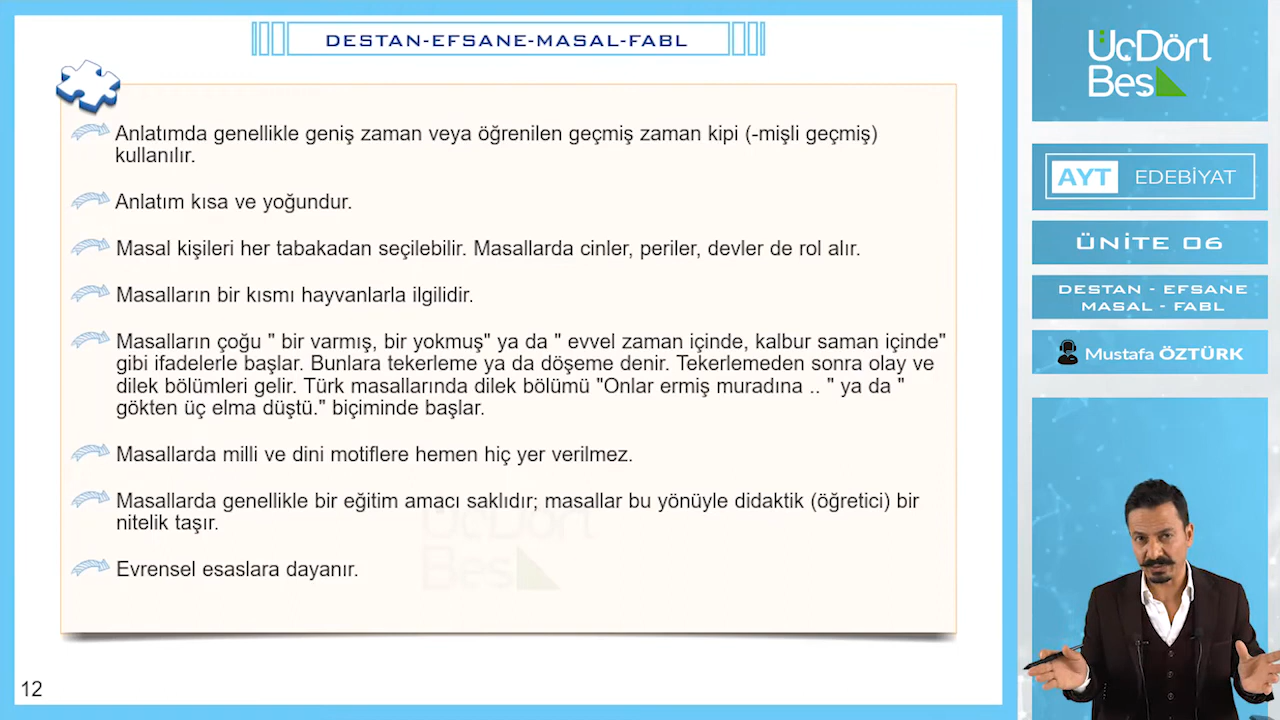 DESTAN-EFSANE-MASAL-FABL
Anlatımda genellikle geniş zaman veya öğrenilen geçmiş zaman kipi (-mişli geçmiş)
kullanılır.
Anlatım kısa ve yoğundur.
Masal kişileri her tabakadan seçilebilir. Masallarda cinler, periler, devler de rol alır.
Masalların bir kısmı hayvanlarla ilgilidir.
Masalların çoğu " bir varmış, bir yokmuş" ya da " evvel zaman içinde, kalbur saman içinde"
gibi ifadelerle başlar. Bunlara tekerleme ya da döşeme denir. Tekerlemeden sonra olay ve
dilek bölümleri gelir. Türk masallarında dilek bölümü "Onlar ermiş muradına .. " ya da "
gökten üç elma düştü." biçiminde başlar.
Masallarda milli ve dini motiflere hemen hiç yer verilmez.
Masallarda genellikle bir eğitim amacı saklıdır; masallar bu yönüyle didaktik (öğretici) bir
nitelik taşır.
Evrensel esaslara dayanır.
ÜçDört
Beş
12
ÜçDört
Beş
AYT EDEBİYAT
ÜNİTE 06
DESTAN - EFSANE
MASAL - FABL
Mustafa ÖZTÜRK